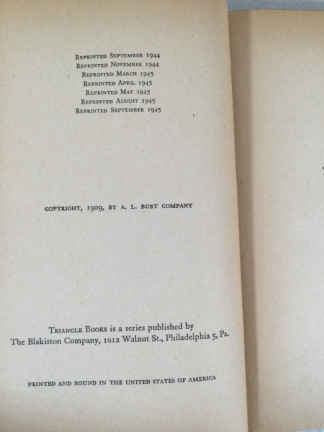 Reprinted September 1944
Reprinted November 1944
Reprinted March 1945
Reprinted April 1945
Reprinted May 1945
Reprinted August 1945
Reprinted September 1945
COPYRIGHT, 1909, BY A. L. BURT COMPANY
Triangle Books is a series published by
The Blakiston Company, 1012 Walnut St., Philadelphia 5, Pa.
PRINTED AND BOUND IN THE UNITED STATES OF AMERICA